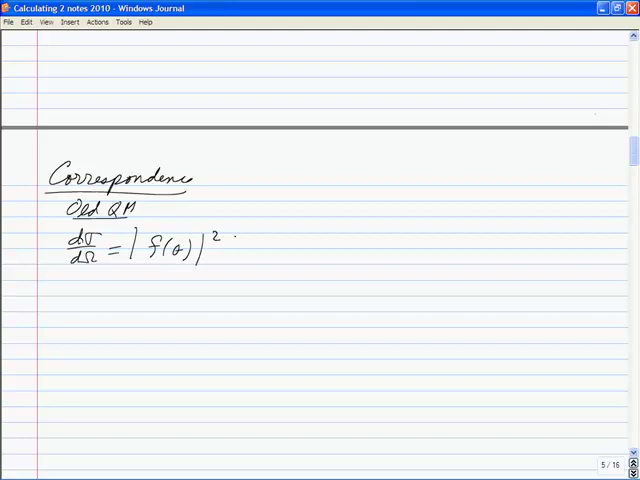 Calculating 2 notes 2010 - Windows Journal
File Edit View Insert Actions Tools Help
Correspondence
Old QM
dσ/dΩ = | f(θ) |²
5 / 16